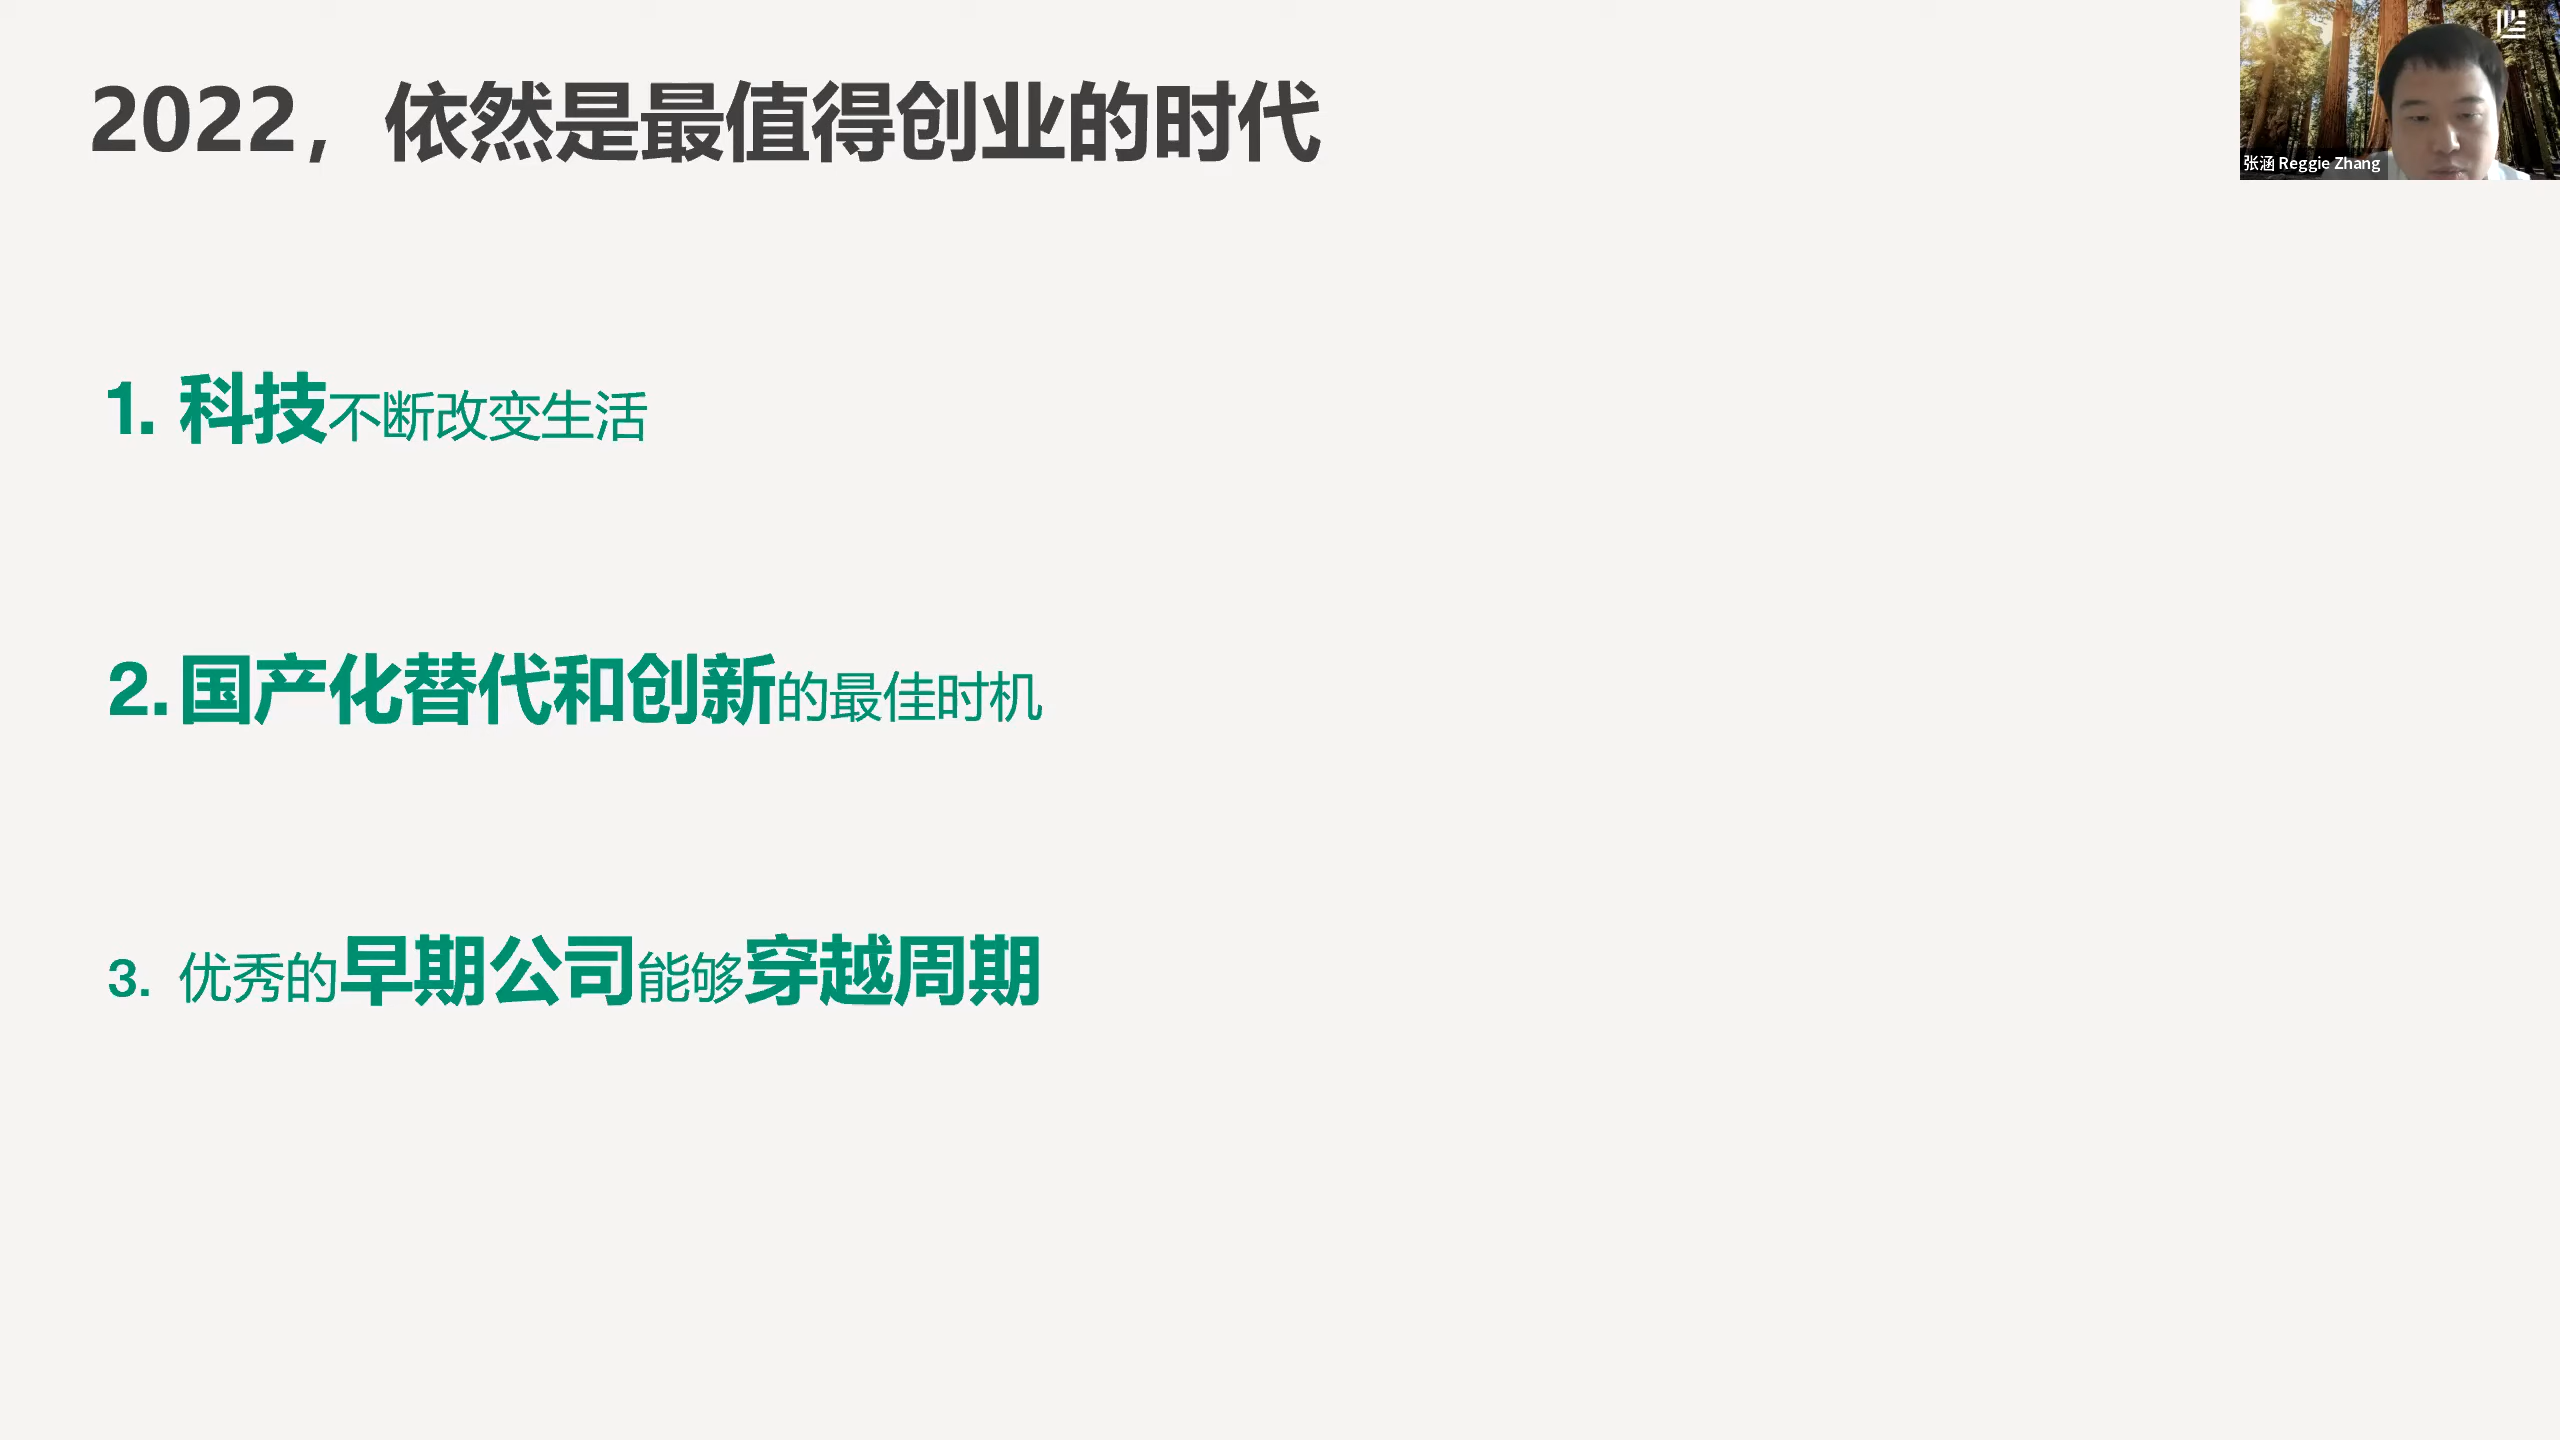 2022，依然是最值得创业的时代
张涵 Reggie Zhang
1. 科技不断改变生活
2. 国产化替代和创新的最佳时机
3. 优秀的早期公司能够穿越周期